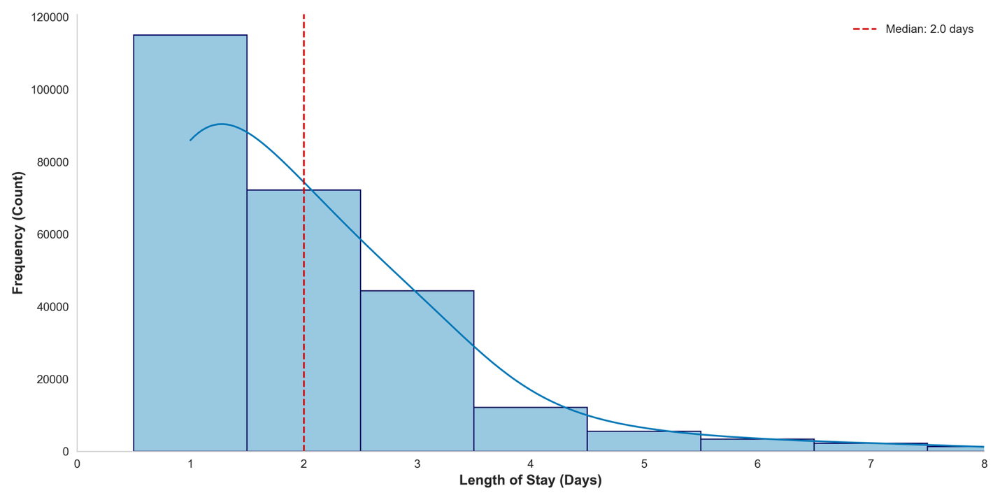 120000
100000
80000
60000
40000
20000
0
Frequency (Count)
Median: 2.0 days
0 1 2 3 4 5 6 7 8
Length of Stay (Days)